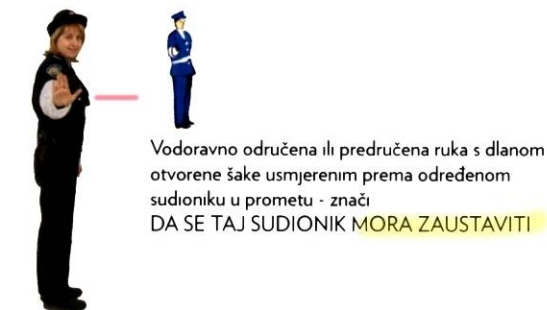 Vodoravno odručena ili predručena ruka s dlanom
otvorene šake usmjerenim prema određenom
sudioniku u prometu - znači
DA SE TAJ SUDIONIK MORA ZAUSTAVITI